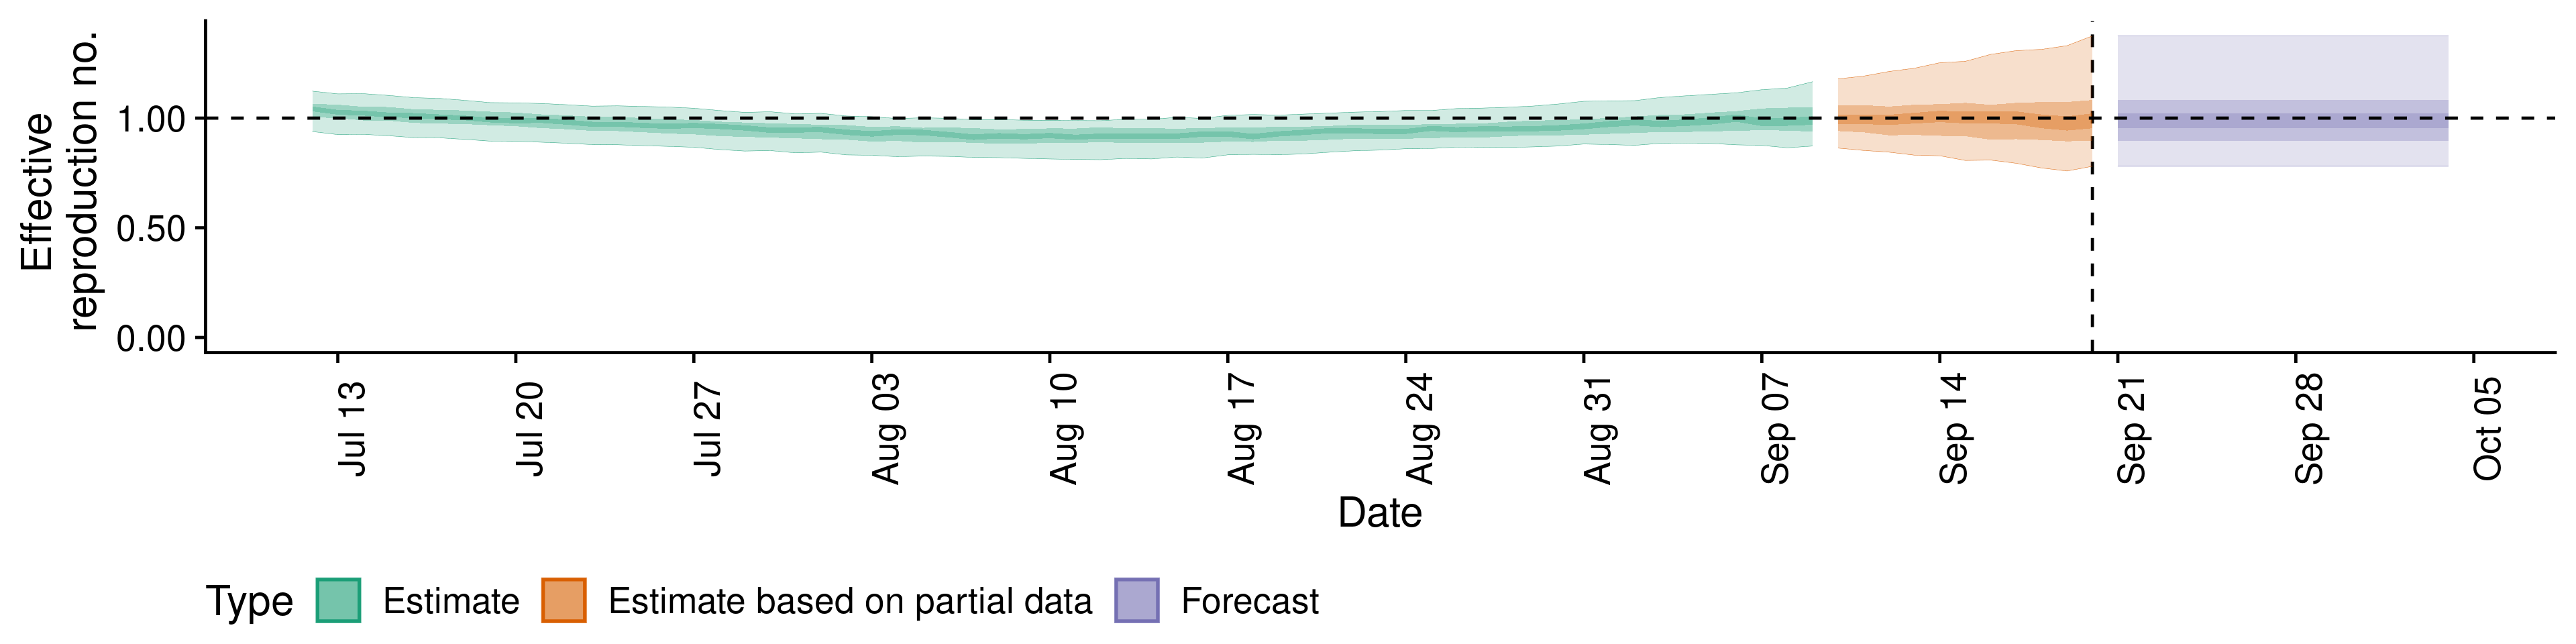 Effective
reproduction no.
1.00
0.50
0.00
Jul 13
Jul 20
Jul 27
Aug 03
Aug 10
Aug 17
Aug 24
Aug 31
Sep 07
Sep 14
Sep 21
Sep 28
Oct 05
Date
Type Estimate Estimate based on partial data Forecast